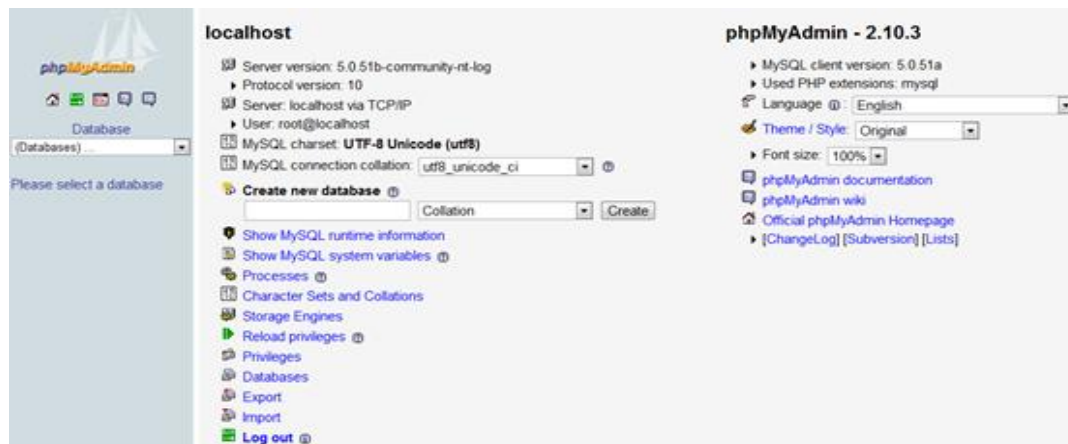 phpMyAdmin
Database
(Databases) ...
Please select a database
localhost
Server version: 5.0.51b-community-nt-log
Protocol version: 10
Server: localhost via TCP/IP
User: root@localhost
MySQL charset: UTF-8 Unicode (utf8)
MySQL connection collation: utf8_unicode_ci
Create new database
Collation Create
Show MySQL runtime information
Show MySQL system variables
Processes
Character Sets and Collations
Storage Engines
Reload privileges
Privileges
Databases
Export
Import
Log out
phpMyAdmin - 2.10.3
MySQL client version: 5.0.51a
Used PHP extensions: mysql
Language : English
Theme / Style: Original
Font size: 100%
phpMyAdmin documentation
phpMyAdmin wiki
Official phpMyAdmin Homepage
[ChangeLog] [Subversion] [Lists]